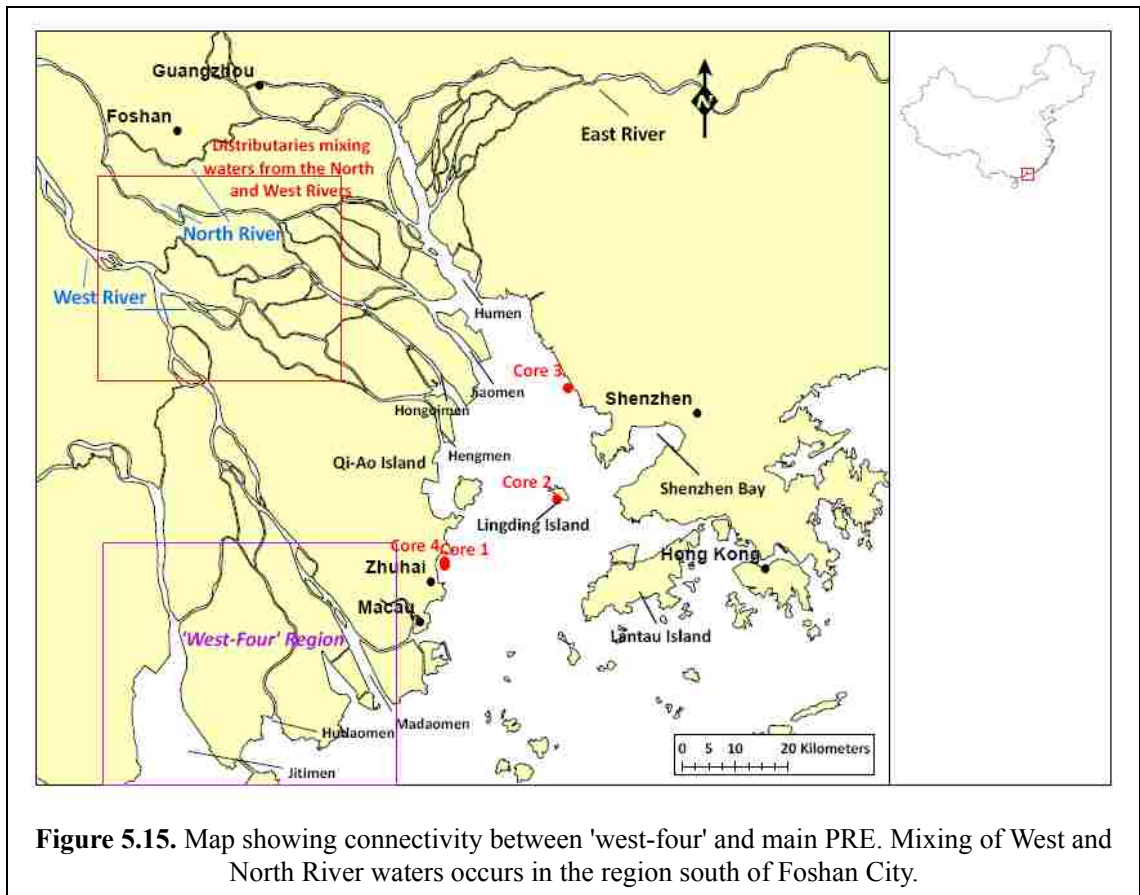 Guangzhou
Foshan
East River
N
Distributaries mixing
waters from the North
and West Rivers
North River
West River
Humen
Core 3
Jiaomen
Shenzhen
Hongqimen
Hengmen
Qi-Ao Island
Core 2
Shenzhen Bay
Lingding Island
Core 4 Core 1
Hong Kong
Zhuhai
Macau
Lantau Island
'West-Four' Region
Madaomen
Hudaomen
Jitimen
0 5 10 20 Kilometers
Figure 5.15. Map showing connectivity between 'west-four' and main PRE. Mixing of West and
North River waters occurs in the region south of Foshan City.